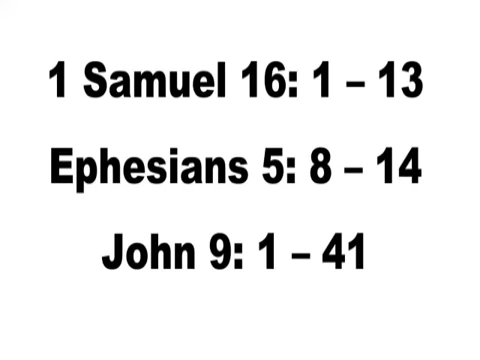 1 Samuel 16: 1 – 13
Ephesians 5: 8 – 14
John 9: 1 – 41